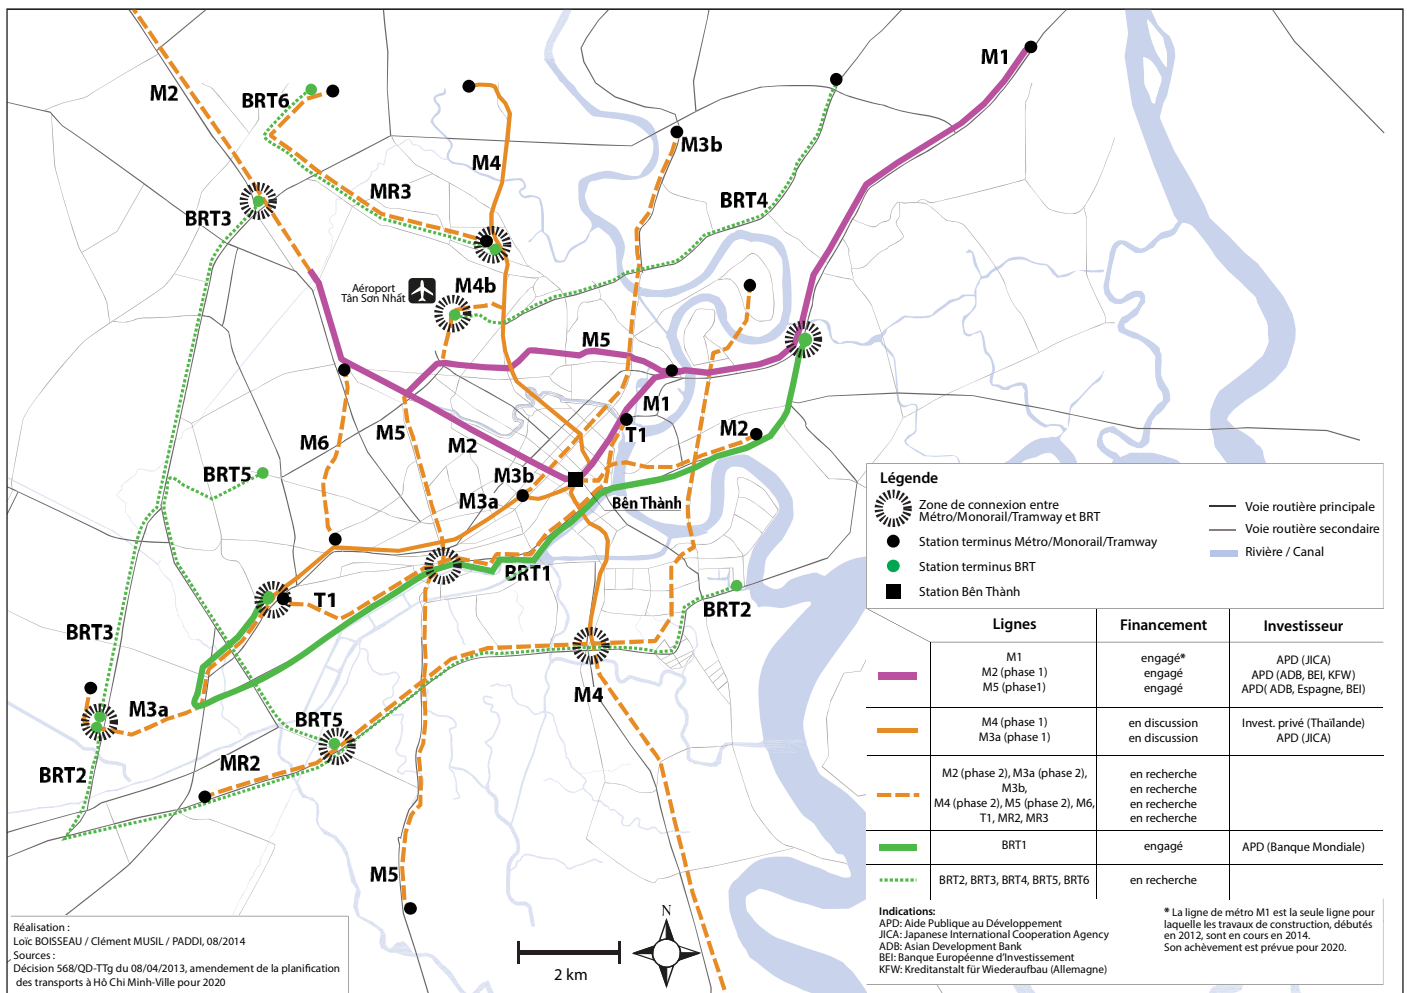 M1
M2
BRT6
M3b
M4
MR3
BRT4
BRT3
Aéroport
Tân Sơn Nhất
M4b
M5
M1
T1
M2
M5
M2
M6
BRT5
M3b
M3a
Bên Thành
BRT1
T1
BRT2
BRT3
M4
M3a
BRT5
MR2
BRT2
M5
N
2 km
Légende
Zone de connexion entre
Métro/Monorail/Tramway et BRT
Station terminus Métro/Monorail/Tramway
Station terminus BRT
Station Bên Thành
Voie routière principale
Voie routière secondaire
Rivière / Canal
Lignes Financement Investisseur
M1 engagé* APD (JICA)
M2 (phase 1) engagé APD (ADB, BEI, KFW)
M5 (phase1) engagé APD( ADB, Espagne, BEI)
M4 (phase 1) en discussion Invest. privé (Thaïlande)
M3a (phase 1) en discussion APD (JICA)
M2 (phase 2), M3a (phase 2), en recherche
M3b, en recherche
M4 (phase 2), M5 (phase 2), M6, en recherche
T1, MR2, MR3 en recherche
BRT1 engagé APD (Banque Mondiale)
BRT2, BRT3, BRT4, BRT5, BRT6 en recherche
Indications:
APD: Aide Publique au Développement
JICA: Japanese International Cooperation Agency
ADB: Asian Development Bank
BEI: Banque Européenne d'Investissement
KFW: Kreditanstalt für Wiederaufbau (Allemagne)
* La ligne de métro M1 est la seule ligne pour
laquelle les travaux de construction, débutés
en 2012, sont en cours en 2014.
Son achèvement est prévue pour 2020.
Réalisation :
Loïc BOISSEAU / Clément MUSIL / PADDI, 08/2014
Sources :
Décision 568/QD-TTg du 08/04/2013, amendement de la planification
des transports à Hô Chi Minh-Ville pour 2020